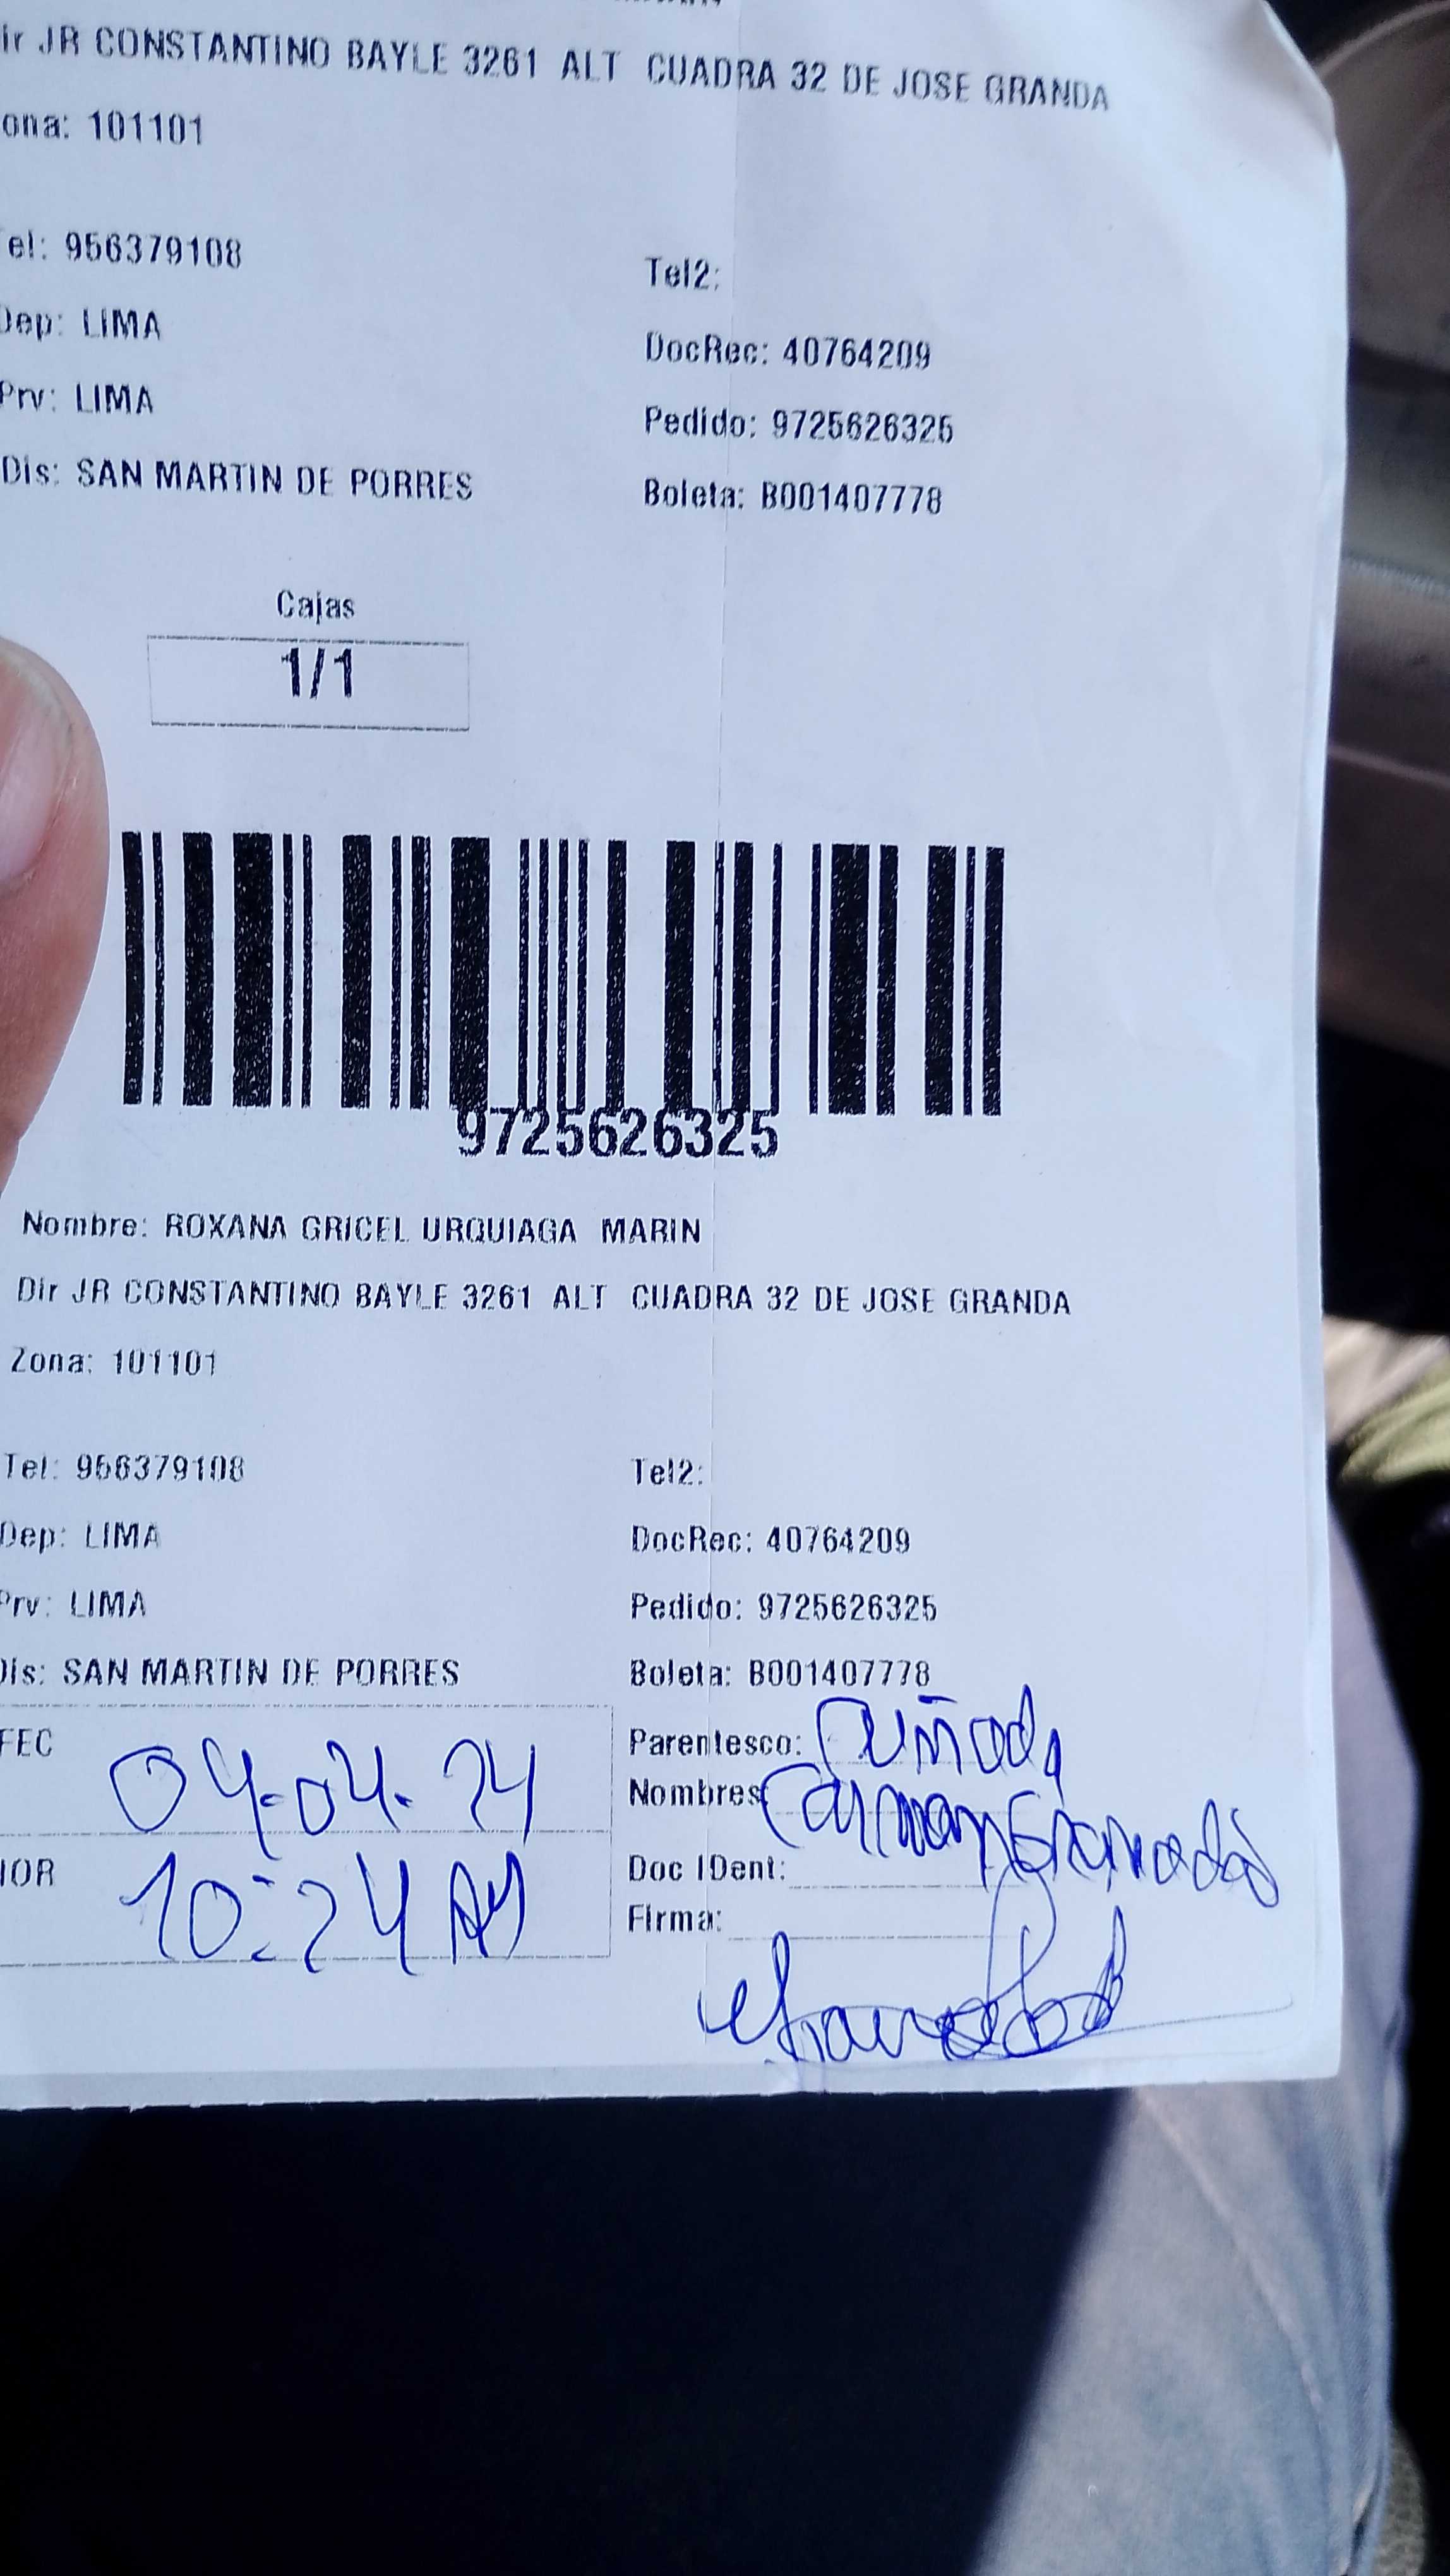 ir JR CONSTANTINO BAYLE 3261 ALT CUADRA 32 DE JOSE GRANDA
ona: 101101
el: 956379108
Tel2:
Dep: LIMA
DocRec: 40764209
Prv: LIMA
Pedido: 9725626325
Dis: SAN MARTIN DE PORRES
Boleta: B001407778
Cajas
1/1
9725626325
Nombre: ROXANA GRICEL URQUIAGA MARIN
Dir JR CONSTANTINO BAYLE 3261 ALT CUADRA 32 DE JOSE GRANDA
Zona: 101101
Tel: 956379108
Tel2:
Dep: LIMA
DocRec: 40764209
Prv: LIMA
Pedido: 9725626325
Dis: SAN MARTIN DE PORRES
Boleta: B001407778
FEC 04-04-24
Parentesco: Cuñada
Nombres: Carmen Granados
HOR 10:24 AM
Doc IDent:
Firma: